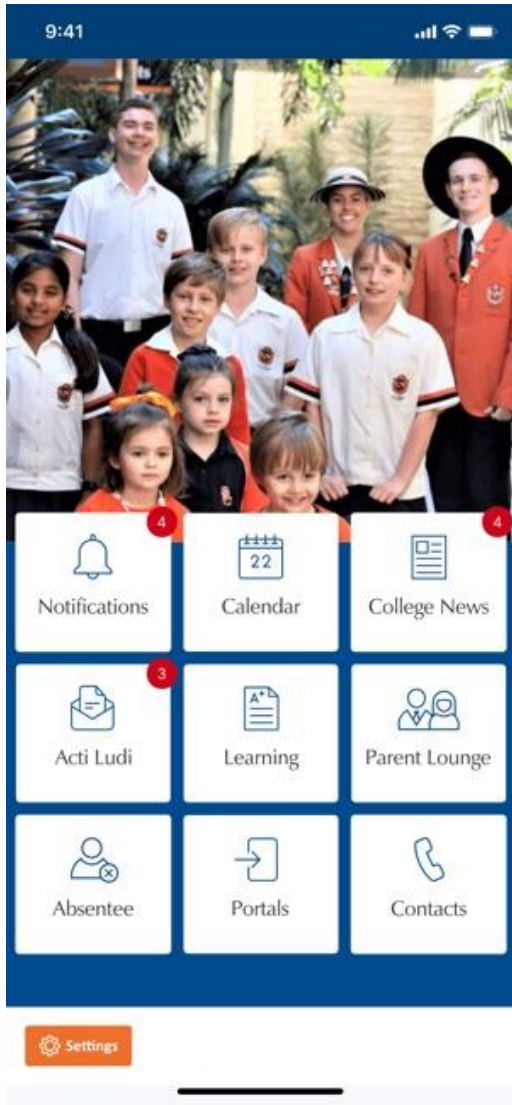 9:41
4
4
22
Notifications
Calendar
College News
3
A+
Acti Ludi
Learning
Parent Lounge
Absentee
Portals
Contacts
Settings